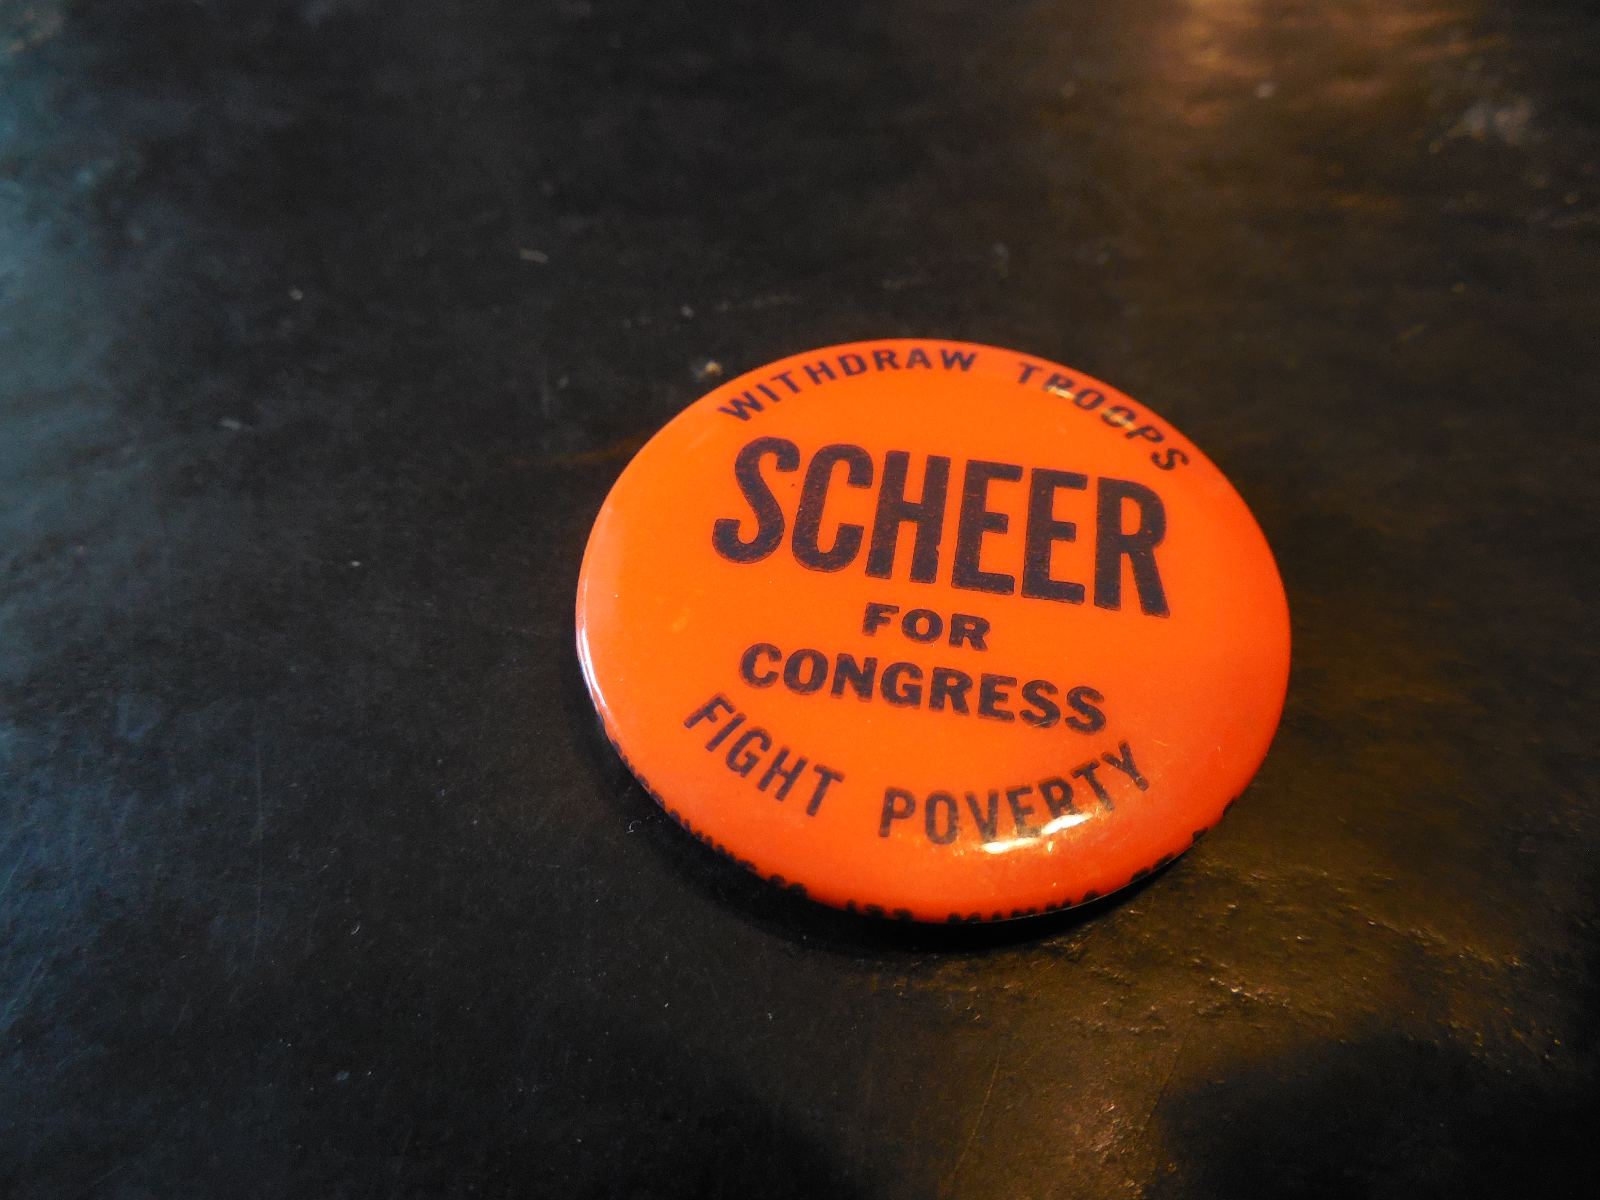 WITHDRAW TROOPS
SCHEER
FOR
CONGRESS
FIGHT POVERTY